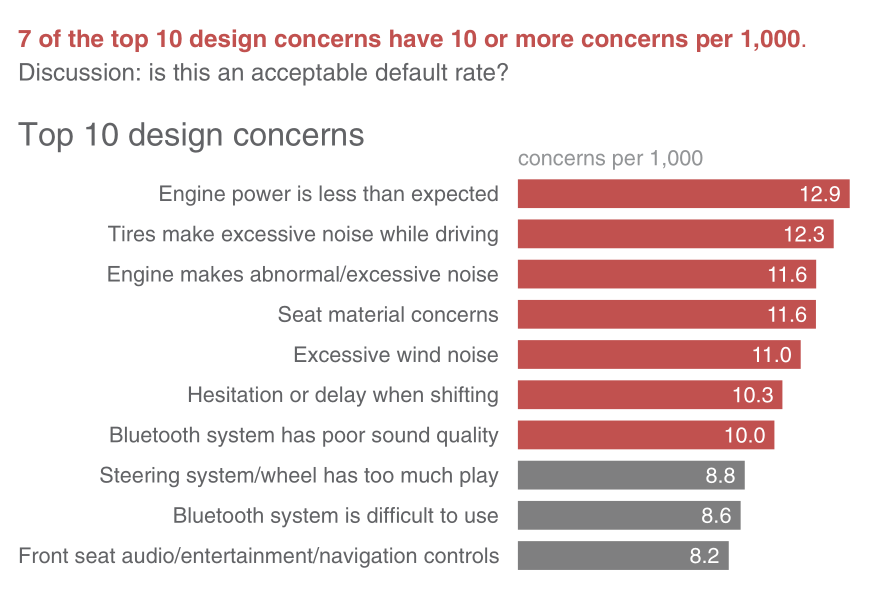 7 of the top 10 design concerns have 10 or more concerns per 1,000.
Discussion: is this an acceptable default rate?
Top 10 design concerns
concerns per 1,000
Engine power is less than expected 12.9
Tires make excessive noise while driving 12.3
Engine makes abnormal/excessive noise 11.6
Seat material concerns 11.6
Excessive wind noise 11.0
Hesitation or delay when shifting 10.3
Bluetooth system has poor sound quality 10.0
Steering system/wheel has too much play 8.8
Bluetooth system is difficult to use 8.6
Front seat audio/entertainment/navigation controls 8.2